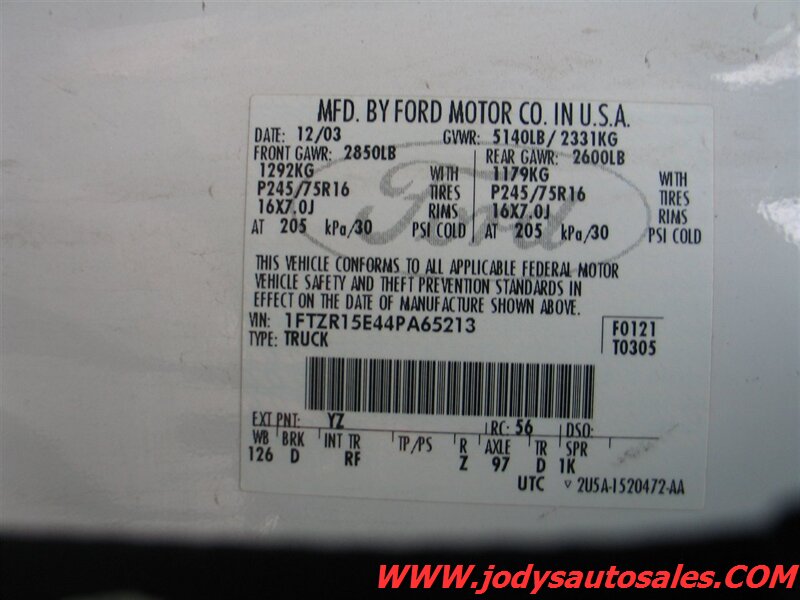 MFD. BY FORD MOTOR CO. IN U.S.A.
DATE: 12/03 GVWR: 5140LB/ 2331KG
FRONT GAWR: 2850LB REAR GAWR: 2600LB
1292KG WITH 1179KG WITH
P245/75R16 TIRES P245/75R16 TIRES
16X7.0J RIMS 16X7.0J RIMS
AT 205 kPa/30 PSI COLD AT 205 kPa/30 PSI COLD
Ford
THIS VEHICLE CONFORMS TO ALL APPLICABLE FEDERAL MOTOR
VEHICLE SAFETY AND THEFT PREVENTION STANDARDS IN
EFFECT ON THE DATE OF MANUFACTURE SHOWN ABOVE.
VIN: 1FTZR15E44PA65213 F0121
TYPE: TRUCK T0305
EXT PNT: YZ RC: 56 DSO:
WB BRK INT TR TP/PS R AXLE TR SPR
126 D RF Z 97 D 1K
UTC ▽ 2U5A-1520472-AA
www.jodysautosales.com